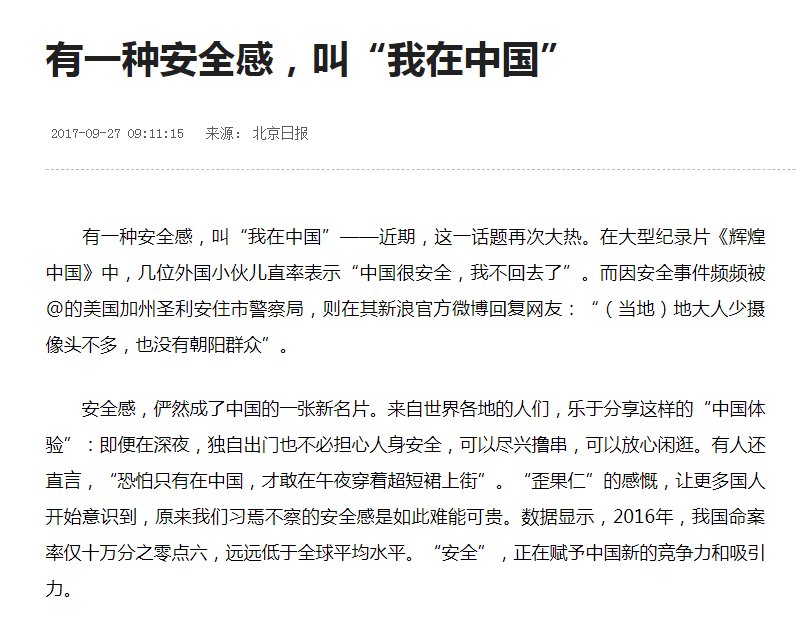 有一种安全感，叫“我在中国”
2017-09-27 09:11:15 来源： 北京日报
有一种安全感，叫“我在中国”——近期，这一话题再次大热。在大型纪录片《辉煌
中国》中，几位外国小伙儿直率表示“中国很安全，我不回去了”。而因安全事件频频被
@的美国加州圣利安住市警察局，则在其新浪官方微博回复网友：“（当地）地大人少摄
像头不多，也没有朝阳群众”。
安全感，俨然成了中国的一张新名片。来自世界各地的人们，乐于分享这样的“中国体
验”：即便在深夜，独自出门也不必担心人身安全，可以尽兴撸串，可以放心闲逛。有人还
直言，“恐怕只有在中国，才敢在午夜穿着超短裙上街”。“歪果仁”的感慨，让更多国人
开始意识到，原来我们习焉不察的安全感是如此难能可贵。数据显示，2016年，我国命案
率仅十万分之零点六，远远低于全球平均水平。“安全”，正在赋予中国新的竞争力和吸引
力。